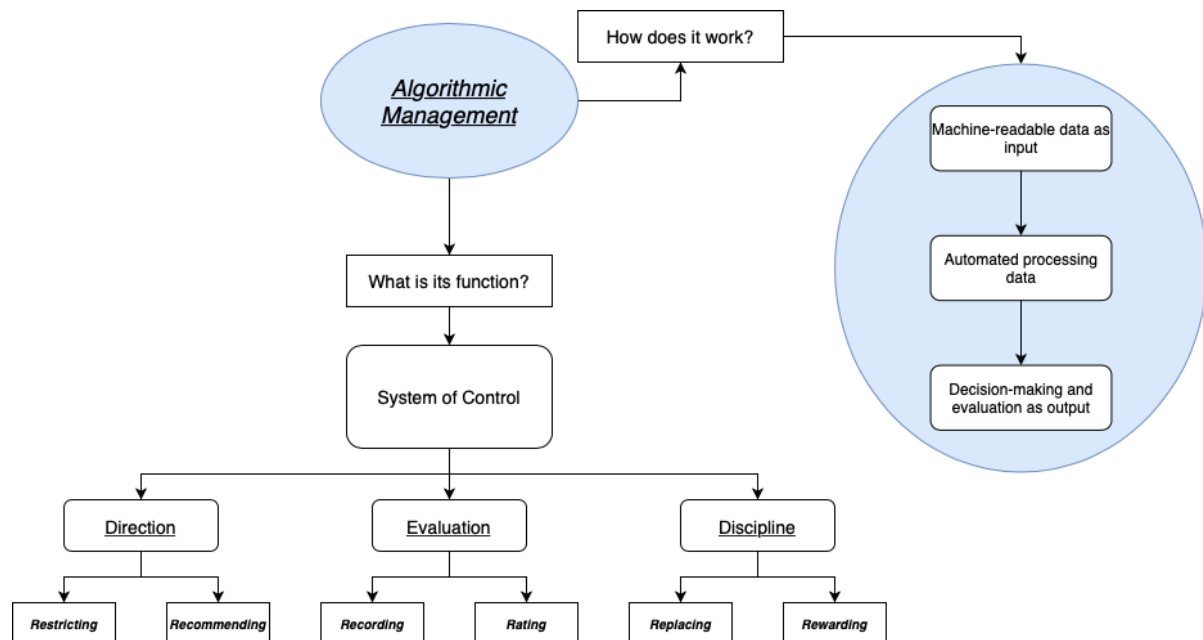 How does it work?
Algorithmic
Management
Machine-readable data as
input
Automated processing
data
Decision-making and
evaluation as output
What is its function?
System of Control
Direction
Evaluation
Discipline
Restricting
Recommending
Recording
Rating
Replacing
Rewarding